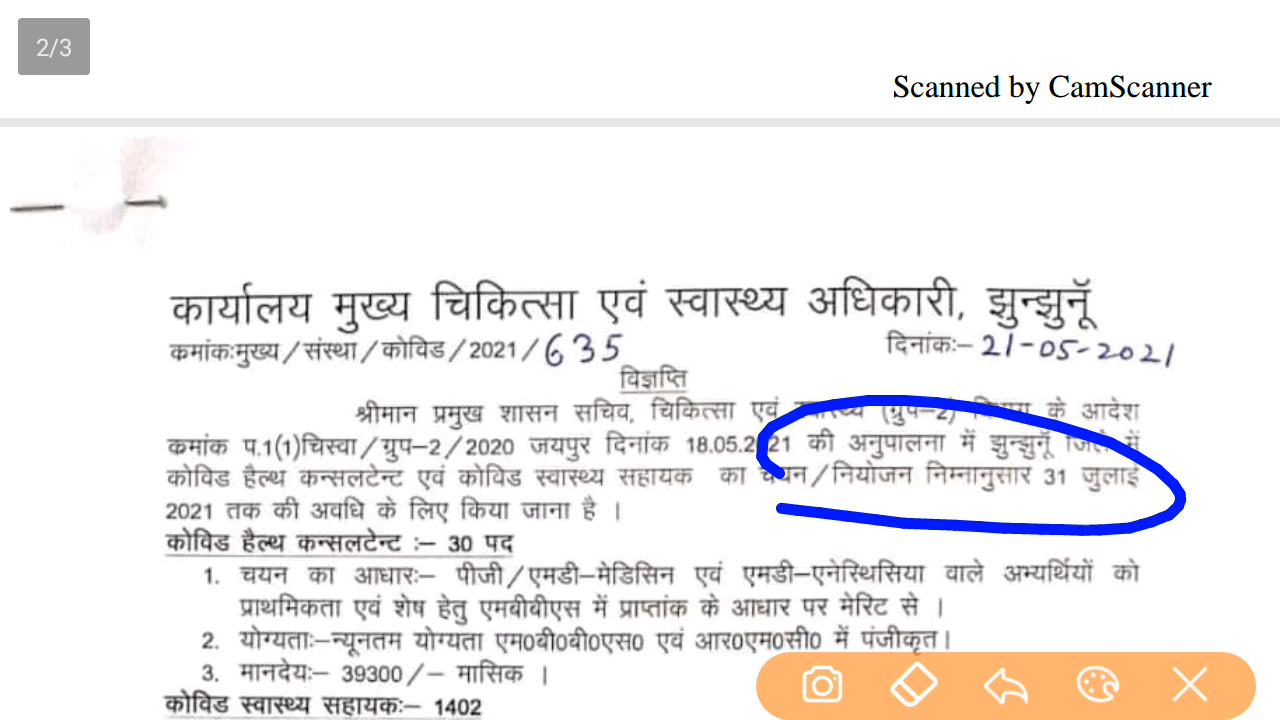 2/3
Scanned by CamScanner
कार्यालय मुख्य चिकित्सा एवं स्वास्थ्य अधिकारी, झुन्झुनूॅ
कमांकःमुख्य/संस्था/कोविड/2021/635 दिनांकः– 21-05-2021
विज्ञप्ति
श्रीमान प्रमुख शासन सचिव, चिकित्सा एवं स्वास्थ्य (ग्रुप–2) विभाग के आदेश
कमांक प.1(1)चिस्वा/ग्रुप–2/2020 जयपुर दिनांक 18.05.2021 की अनुपालना में झुन्झुनूॅ जिले में
कोविड हैल्थ कन्सलटेन्ट एवं कोविड स्वास्थ्य सहायक का चयन/नियोजन निम्नानुसार 31 जुलाई
2021 तक की अवधि के लिए किया जाना है ।
कोविड हैल्थ कन्सलटेन्ट :– 30 पद
1. चयन का आधारः– पीजी/एमडी–मेडिसिन एवं एमडी–एनेस्थिसिया वाले अभ्यर्थियों को
प्राथमिकता एवं शेष हेतु एमबीबीएस में प्राप्तांक के आधार पर मेरिट से ।
2. योग्यताः–न्यूनतम योग्यता एम0बी0बी0एस0 एवं आर0एम0सी0 में पंजीकृत।
3. मानदेयः– 39300/– मासिक ।
कोविड स्वास्थ्य सहायकः– 1402